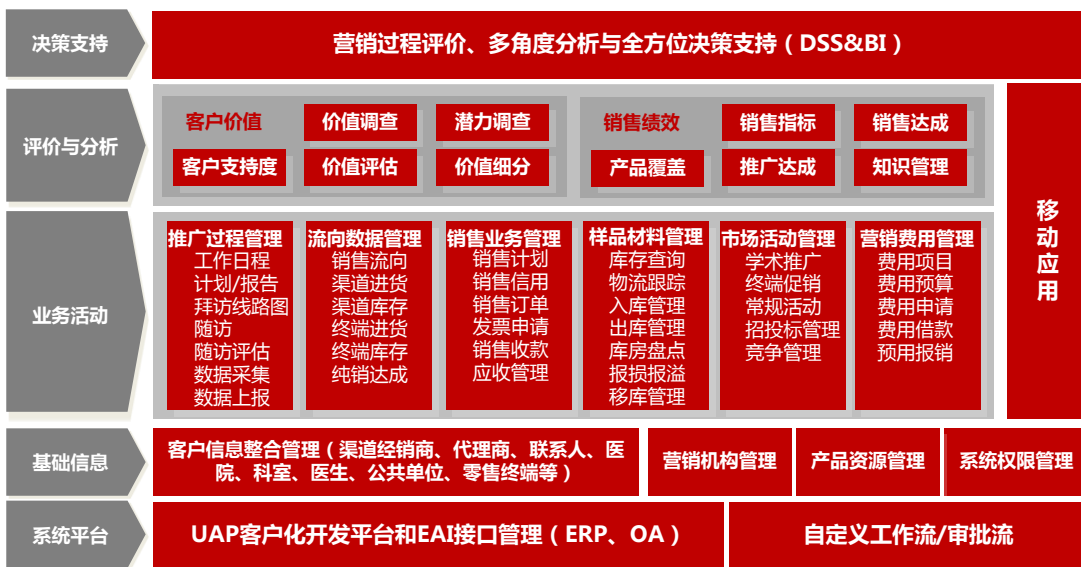 决策支持
营销过程评价、多角度分析与全方位决策支持（DSS&BI）
评价与分析
客户价值
价值调查
潜力调查
客户支持度
价值评估
价值细分
销售绩效
销售指标
销售达成
产品覆盖
推广达成
知识管理
移动应用
业务活动
推广过程管理
工作日程
计划/报告
拜访线路图
随访
随访评估
数据采集
数据上报
流向数据管理
销售流向
渠道进货
渠道库存
终端进货
终端库存
纯销达成
销售业务管理
销售计划
销售信用
销售订单
发票申请
销售收款
应收管理
样品材料管理
库存查询
物流跟踪
入库管理
出库管理
库房盘点
报损报溢
移库管理
市场活动管理
学术推广
终端促销
常规活动
招投标管理
竞争管理
营销费用管理
费用项目
费用预算
费用申请
费用借款
预用报销
基础信息
客户信息整合管理（渠道经销商、代理商、联系人、医
院、科室、医生、公共单位、零售终端等）
营销机构管理
产品资源管理
系统权限管理
系统平台
UAP客户化开发平台和EAI接口管理（ERP、OA）
自定义工作流/审批流